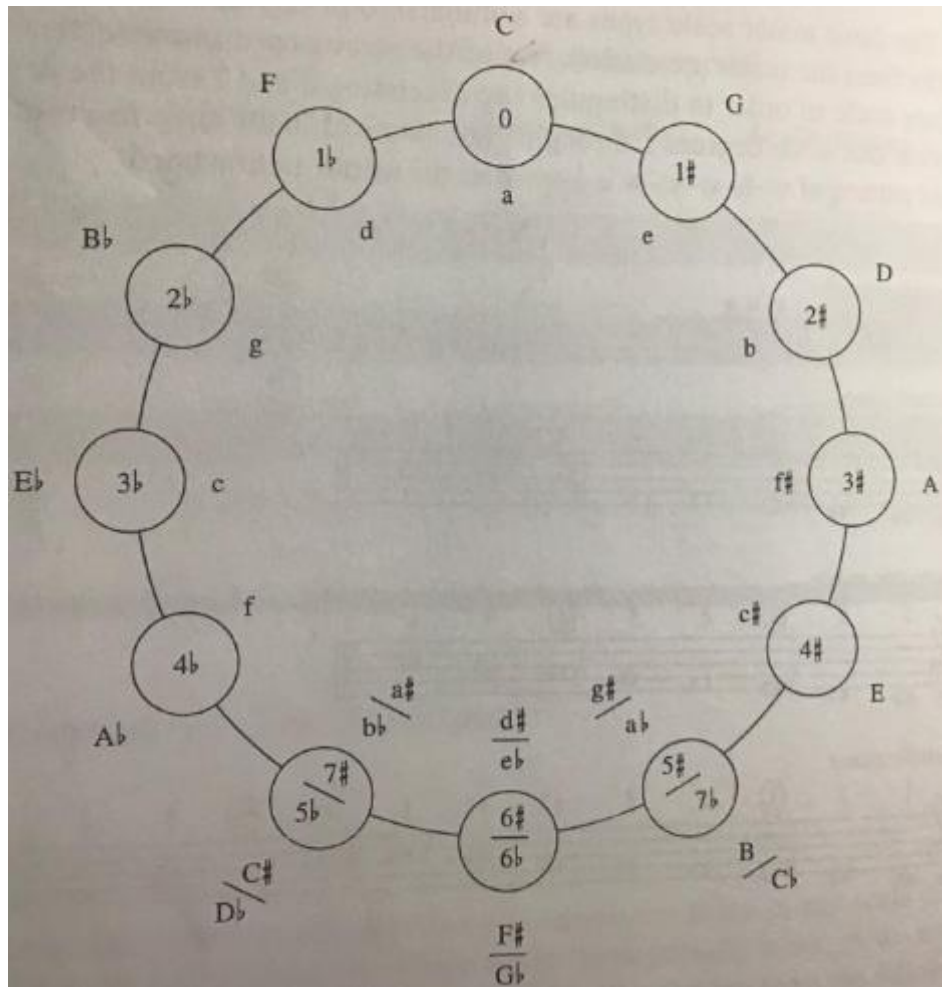 C
F
0
G
1♭
1♯
a
d
e
B♭
D
2♭
2♯
g
b
E♭
3♭
c
f♯
3♯
A
f
c♯
4♭
4♯
A♭
a♯
b♭
d♯
e♭
g♯
a♭
E
7♯
5♭
6♯
6♭
5♯
7♭
C♯
D♭
B
C♭
F♯
G♭